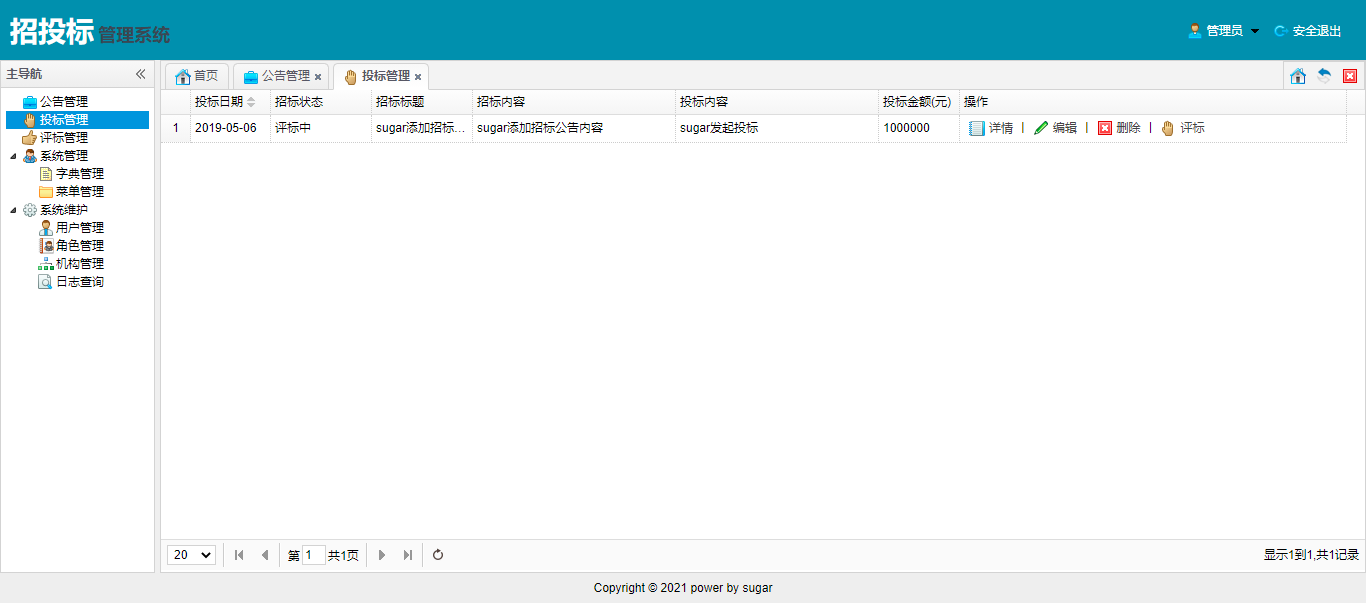 招投标 管理系统
管理员 安全退出
主导航
首页 公告管理 投标管理
公告管理
投标管理
评标管理
系统管理
字典管理
菜单管理
系统维护
用户管理
角色管理
机构管理
日志查询
投标日期 招标状态 招标标题 招标内容 投标内容 投标金额(元) 操作
1 2019-05-06 评标中 sugar添加招标... sugar添加招标公告内容 sugar发起投标 1000000 详情 | 编辑 | 删除 | 评标
20 第 1 共1页 显示1到1,共1记录
Copyright © 2021 power by sugar